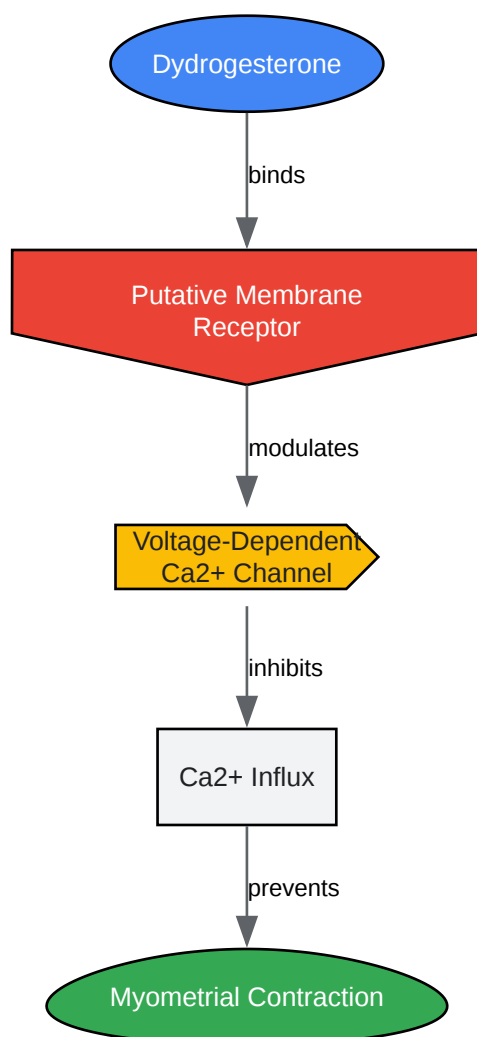 Dydrogesterone
binds
Putative Membrane
Receptor
modulates
Voltage-Dependent
Ca2+ Channel
inhibits
Ca2+ Influx
prevents
Myometrial Contraction